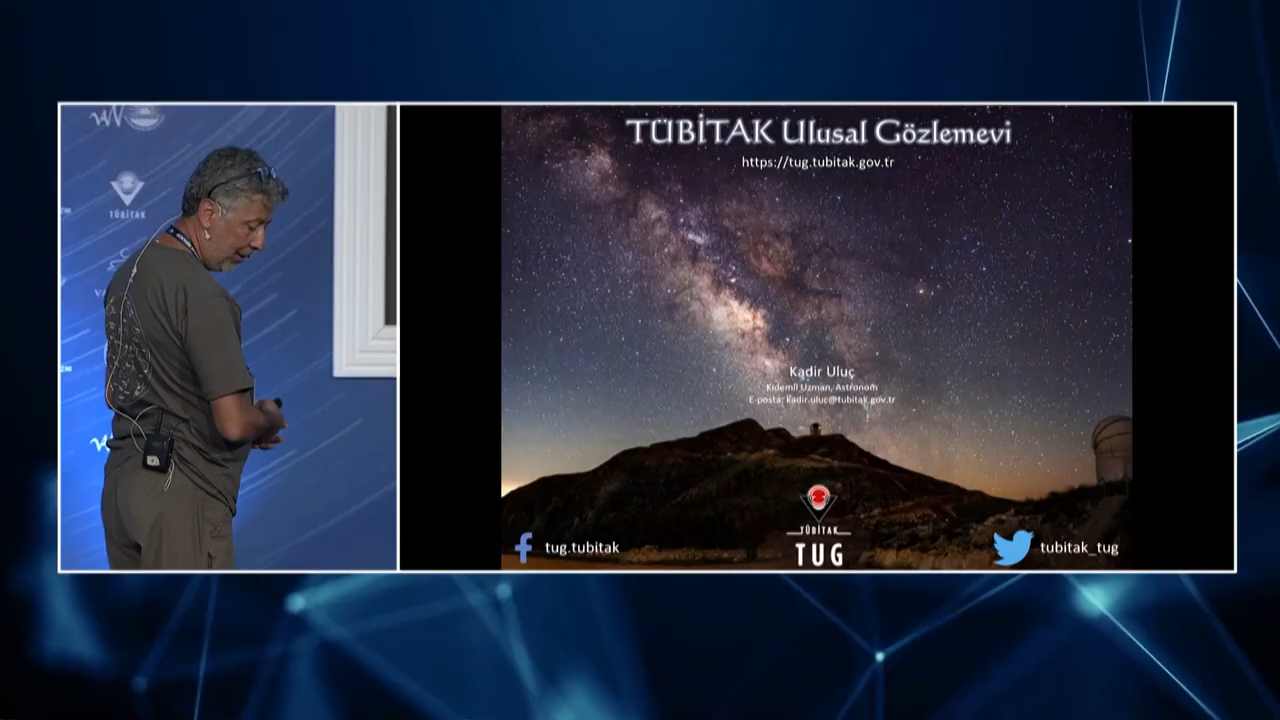 TÜBİTAK
TÜBİTAK Ulusal Gözlemevi
https://tug.tubitak.gov.tr
Kadir Uluç
Kıdemli Uzman, Astronom
E-posta: kadir.uluc@tubitak.gov.tr
TÜBİTAK
TUG
tug.tubitak
tubitak_tug